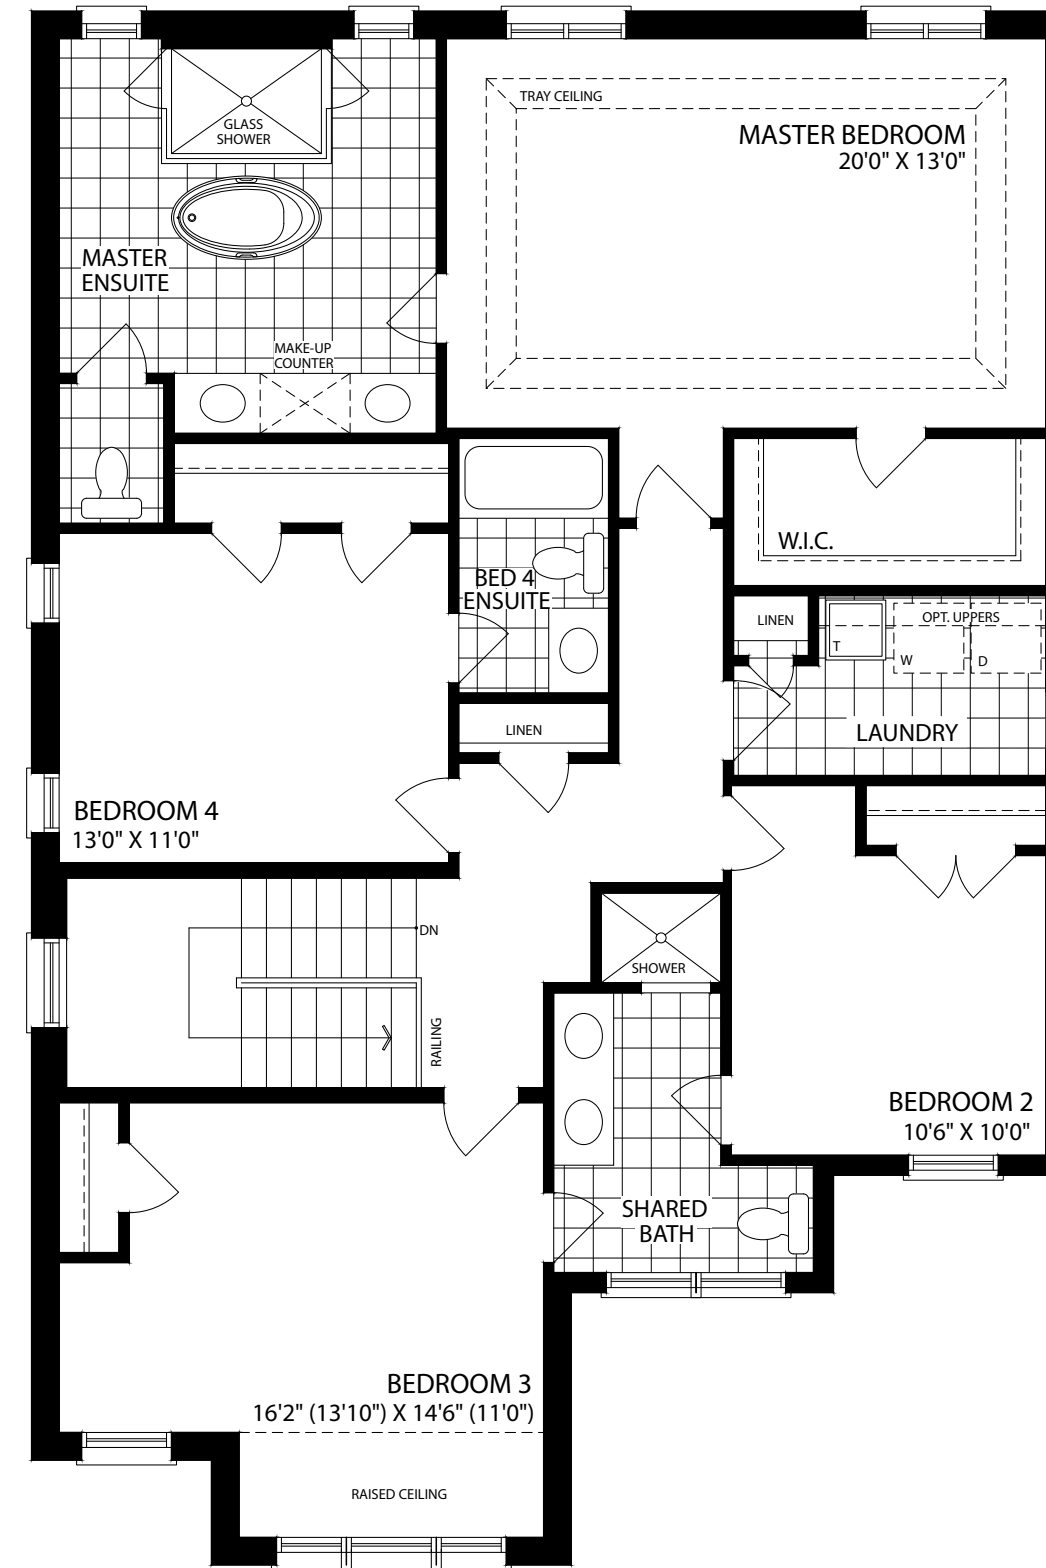 TRAY CEILING
MASTER BEDROOM
20'0" X 13'0"
GLASS
SHOWER
MASTER
ENSUITE
MAKE-UP
COUNTER
W.I.C.
BED 4
ENSUITE
LINEN
OPT. UPPERS
T
W
D
LINEN
LAUNDRY
BEDROOM 4
13'0" X 11'0"
DN
SHOWER
RAILING
BEDROOM 2
10'6" X 10'0"
SHARED
BATH
BEDROOM 3
16'2" (13'10") X 14'6" (11'0")
RAISED CEILING